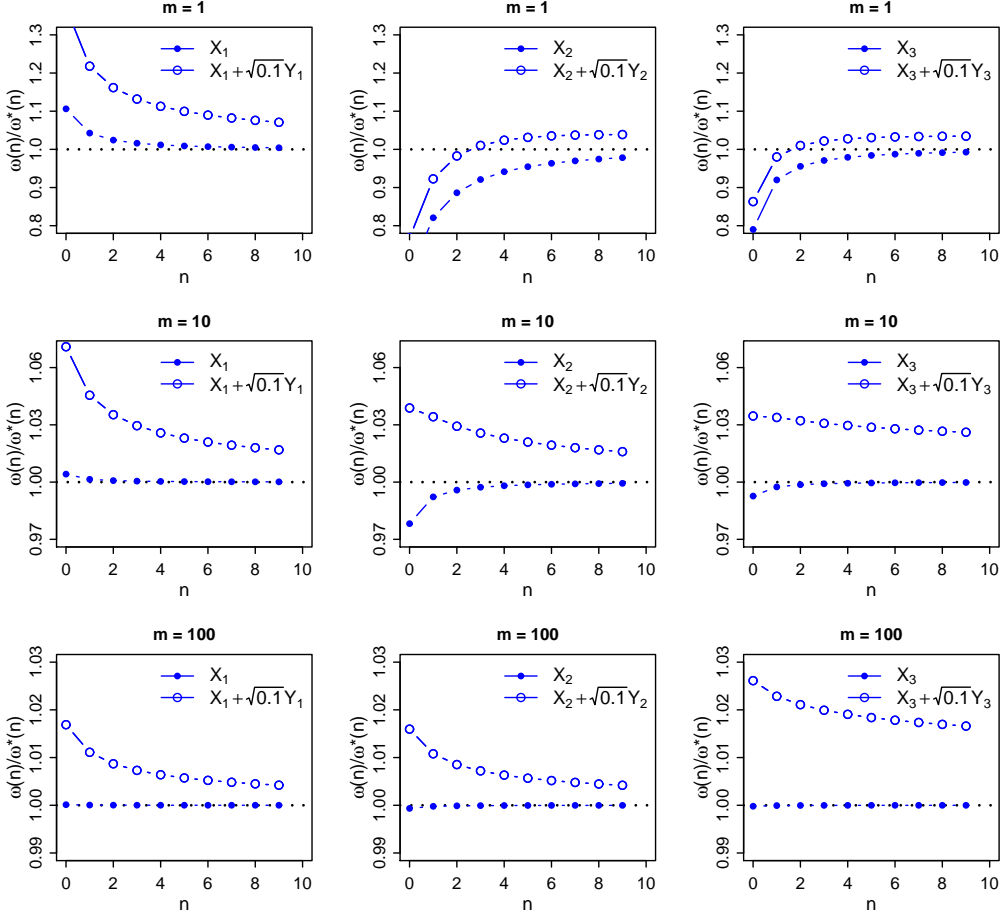 m = 1
ω(n)/ω*(n)
0.8 0.9 1.0 1.1 1.2 1.3
X₁
X₁+√0.1Y₁
0 2 4 6 8 10
n
m = 1
ω(n)/ω*(n)
0.8 0.9 1.0 1.1 1.2 1.3
X₂
X₂+√0.1Y₂
0 2 4 6 8 10
n
m = 1
ω(n)/ω*(n)
0.8 0.9 1.0 1.1 1.2 1.3
X₃
X₃+√0.1Y₃
0 2 4 6 8 10
n
m = 10
ω(n)/ω*(n)
0.97 1.00 1.03 1.06
X₁
X₁+√0.1Y₁
0 2 4 6 8 10
n
m = 10
ω(n)/ω*(n)
0.97 1.00 1.03 1.06
X₂
X₂+√0.1Y₂
0 2 4 6 8 10
n
m = 10
ω(n)/ω*(n)
0.97 1.00 1.03 1.06
X₃
X₃+√0.1Y₃
0 2 4 6 8 10
n
m = 100
ω(n)/ω*(n)
0.99 1.00 1.01 1.02 1.03
X₁
X₁+√0.1Y₁
0 2 4 6 8 10
n
m = 100
ω(n)/ω*(n)
0.99 1.00 1.01 1.02 1.03
X₂
X₂+√0.1Y₂
0 2 4 6 8 10
n
m = 100
ω(n)/ω*(n)
0.99 1.00 1.01 1.02 1.03
X₃
X₃+√0.1Y₃
0 2 4 6 8 10
n